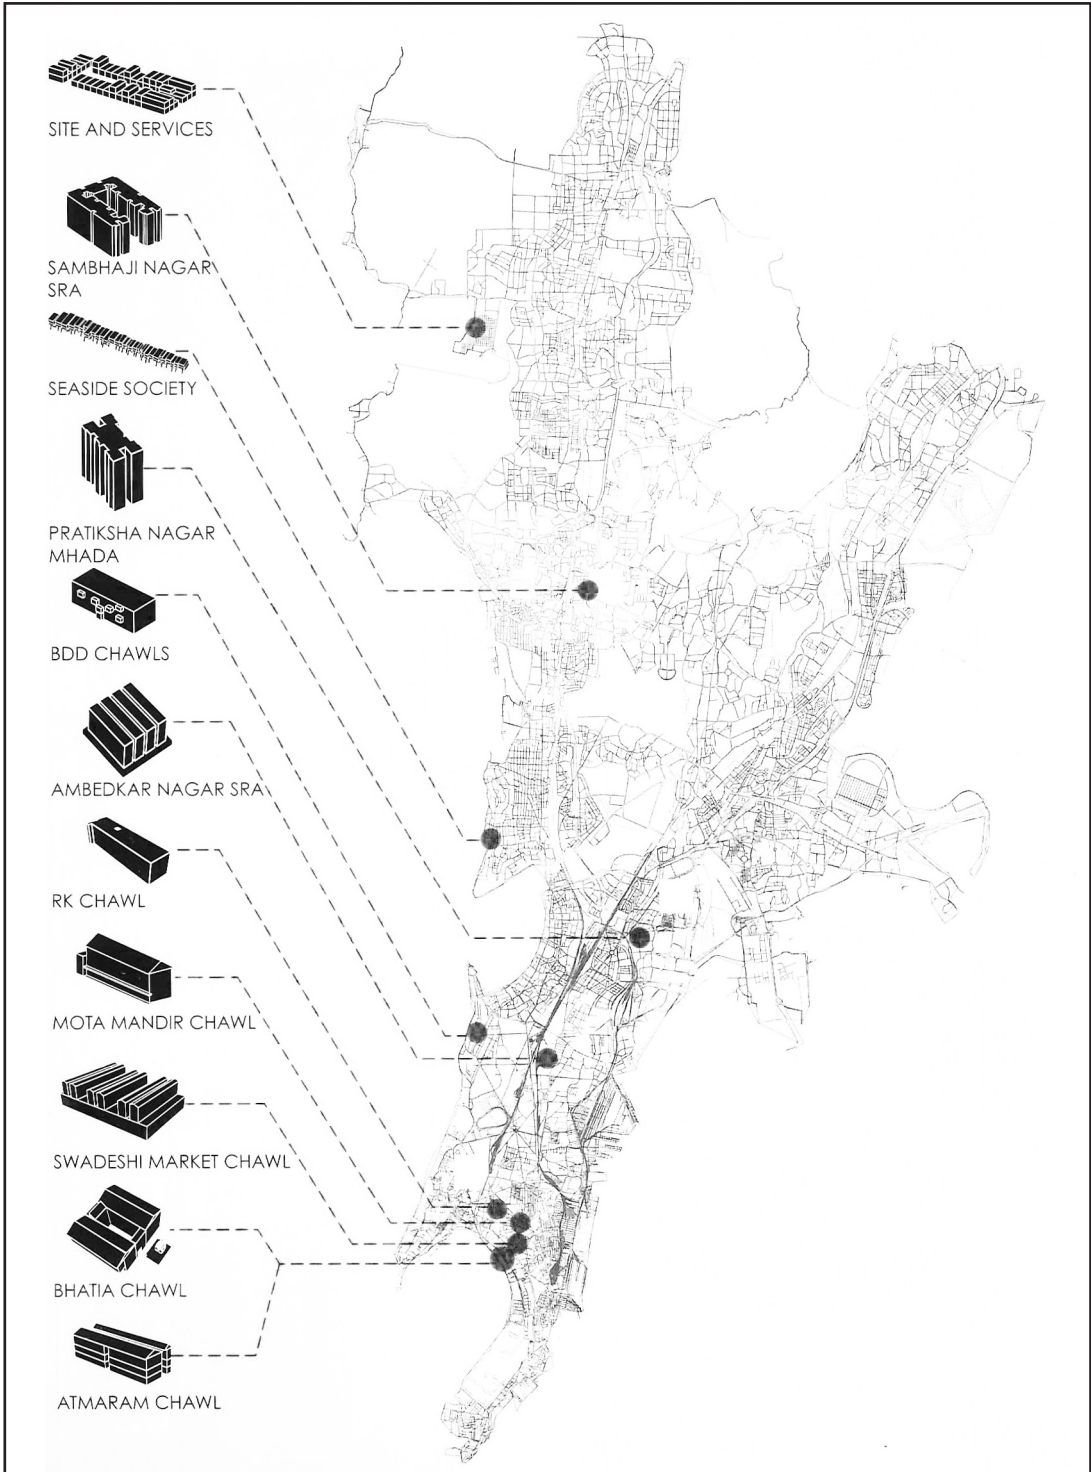 SITE AND SERVICES
SAMBHAJI NAGAR
SRA
SEASIDE SOCIETY
PRATIKSHA NAGAR
MHADA
BDD CHAWLS
AMBEDKAR NAGAR SRA
RK CHAWL
MOTA MANDIR CHAWL
SWADESHI MARKET CHAWL
BHATIA CHAWL
ATMARAM CHAWL